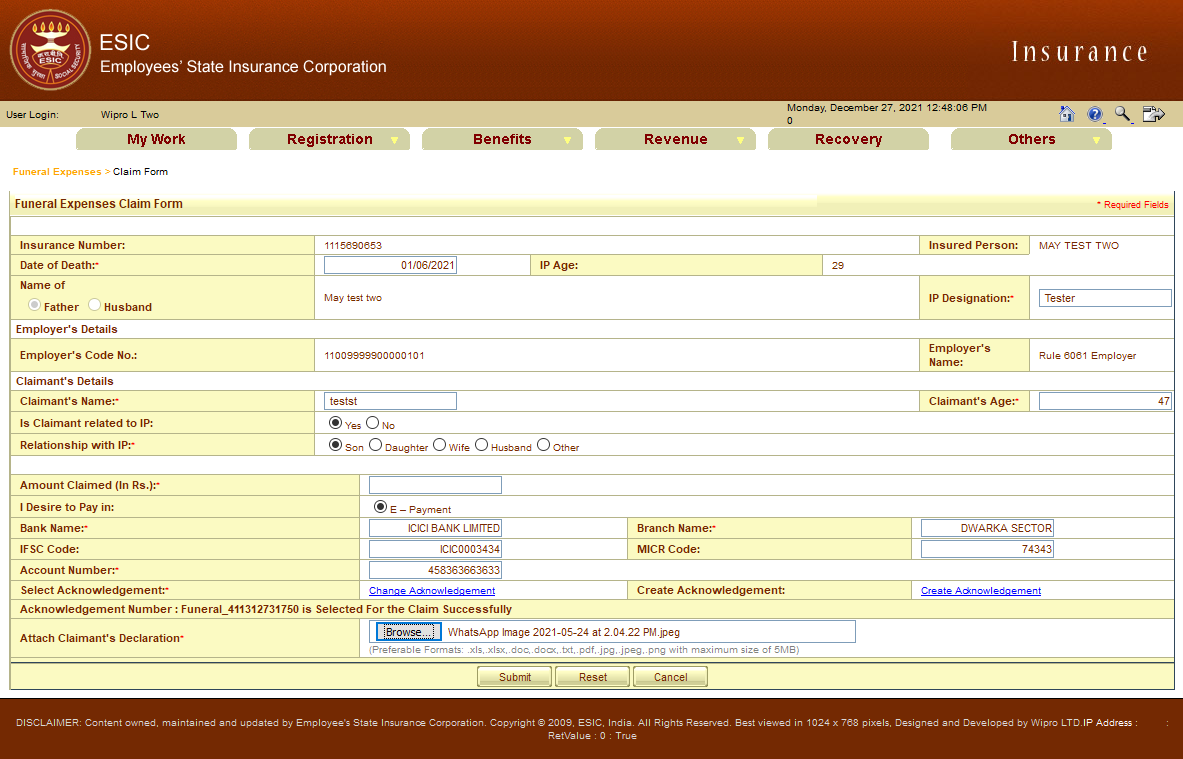 ESIC
Employees' State Insurance Corporation
Insurance
ESIC
SOCIAL SECURITY
User Login: Wipro L Two Monday, December 27, 2021 12:48:06 PM
0
My Work Registration Benefits Revenue Recovery Others
Funeral Expenses > Claim Form
Funeral Expenses Claim Form * Required Fields
Insurance Number: 1115690653 Insured Person: MAY TEST TWO
Date of Death:* 01/06/2021 IP Age: 29
Name of
Father Husband May test two IP Designation:* Tester
Employer's Details
Employer's Code No.: 11009999900000101 Employer's Name: Rule 6061 Employer
Claimant's Details
Claimant's Name:* testst Claimant's Age:* 47
Is Claimant related to IP: Yes No
Relationship with IP:* Son Daughter Wife Husband Other
Amount Claimed (In Rs.):*
I Desire to Pay in: E – Payment
Bank Name:* ICICI BANK LIMITED Branch Name:* DWARKA SECTOR
IFSC Code: ICIC0003434 MICR Code: 74343
Account Number:* 458363663633
Select Acknowledgement:* Change Acknowledgement Create Acknowledgement: Create Acknowledgement
Acknowledgement Number : Funeral_411312731750 is Selected For the Claim Successfully
Attach Claimant's Declaration* Browse... WhatsApp Image 2021-05-24 at 2.04.22 PM.jpeg
(Preferable Formats: .xls,.xlsx,.doc,.docx,.txt,.pdf,.jpg,.jpeg,.png with maximum size of 5MB)
Submit Reset Cancel
DISCLAIMER: Content owned, maintained and updated by Employee's State Insurance Corporation. Copyright © 2009, ESIC, India. All Rights Reserved. Best viewed in 1024 x 768 pixels, Designed and Developed by Wipro LTD.IP Address : :
RetValue : 0 : True